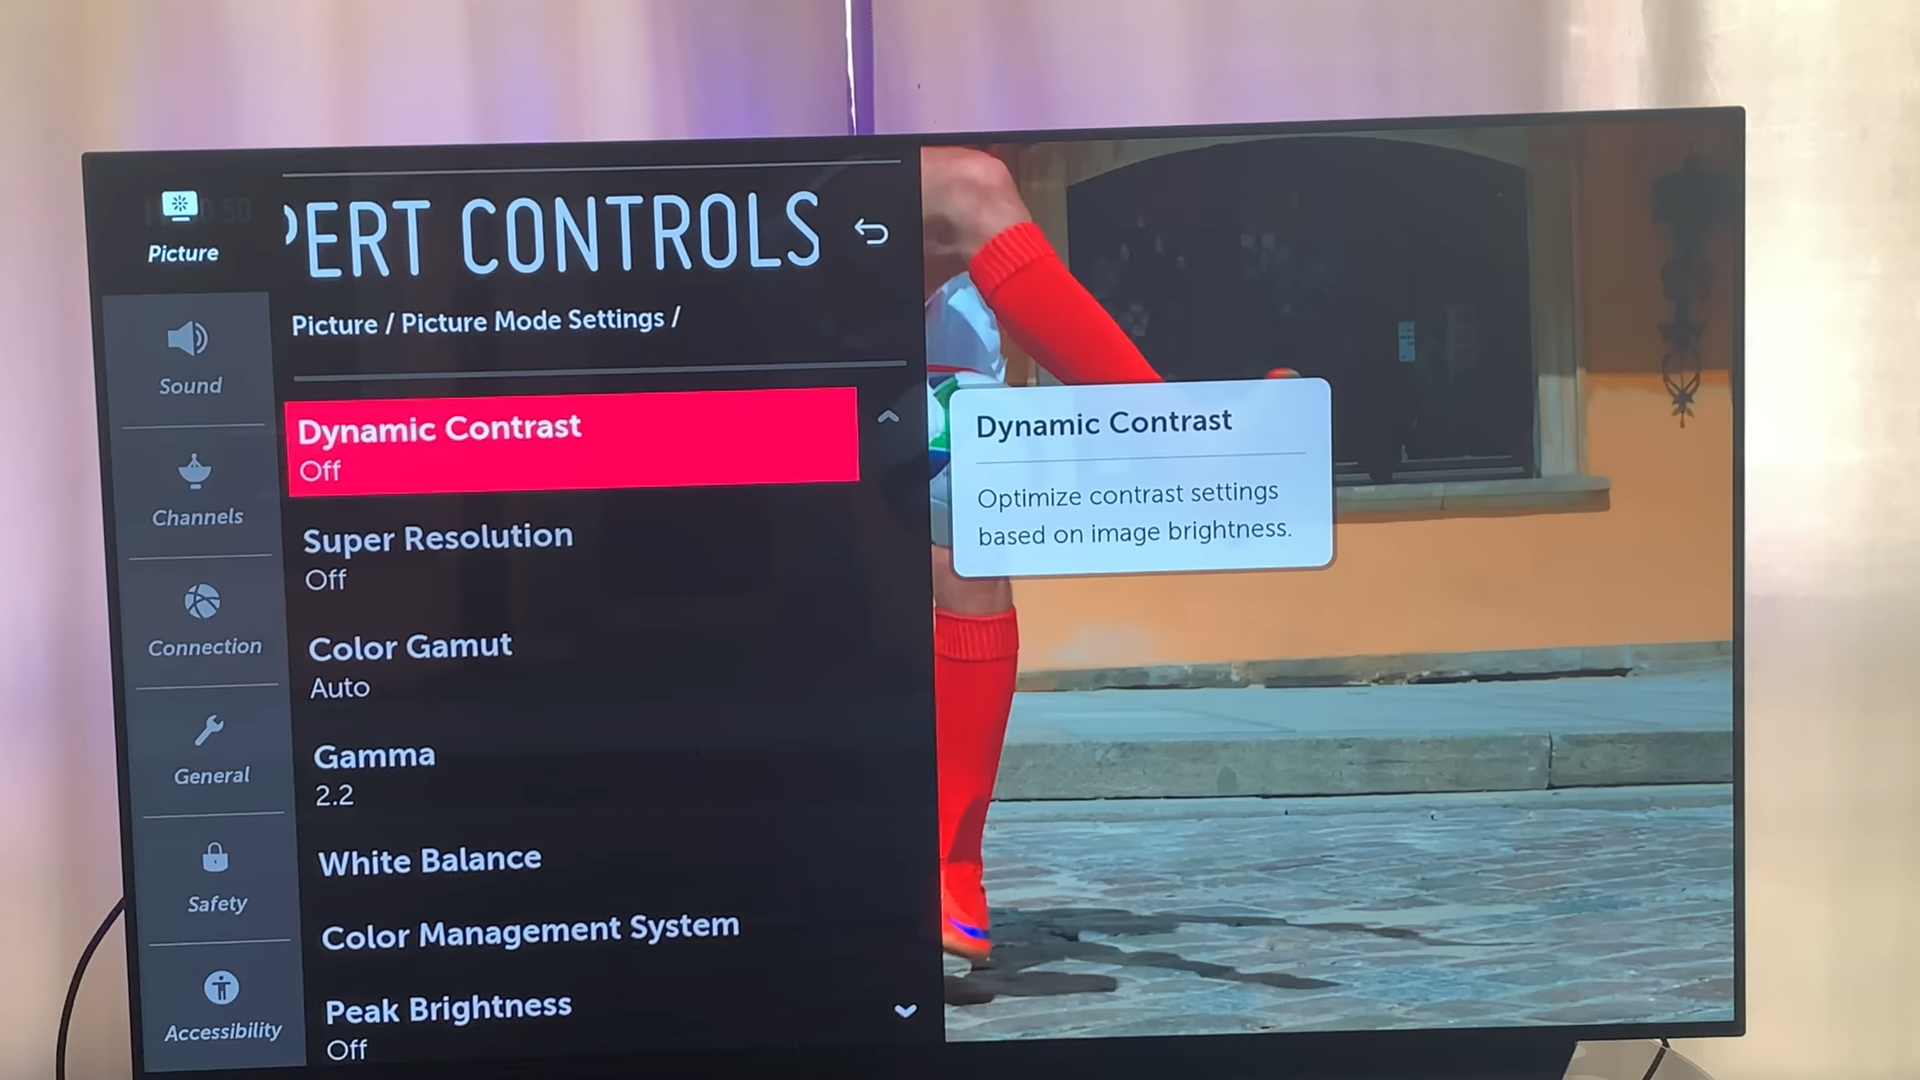 Picture
Sound
Channels
Connection
General
Safety
Accessibility
PERT CONTROLS
Picture / Picture Mode Settings /
Dynamic Contrast
Off
Super Resolution
Off
Color Gamut
Auto
Gamma
2.2
White Balance
Color Management System
Peak Brightness
Off
Dynamic Contrast
Optimize contrast settings
based on image brightness.